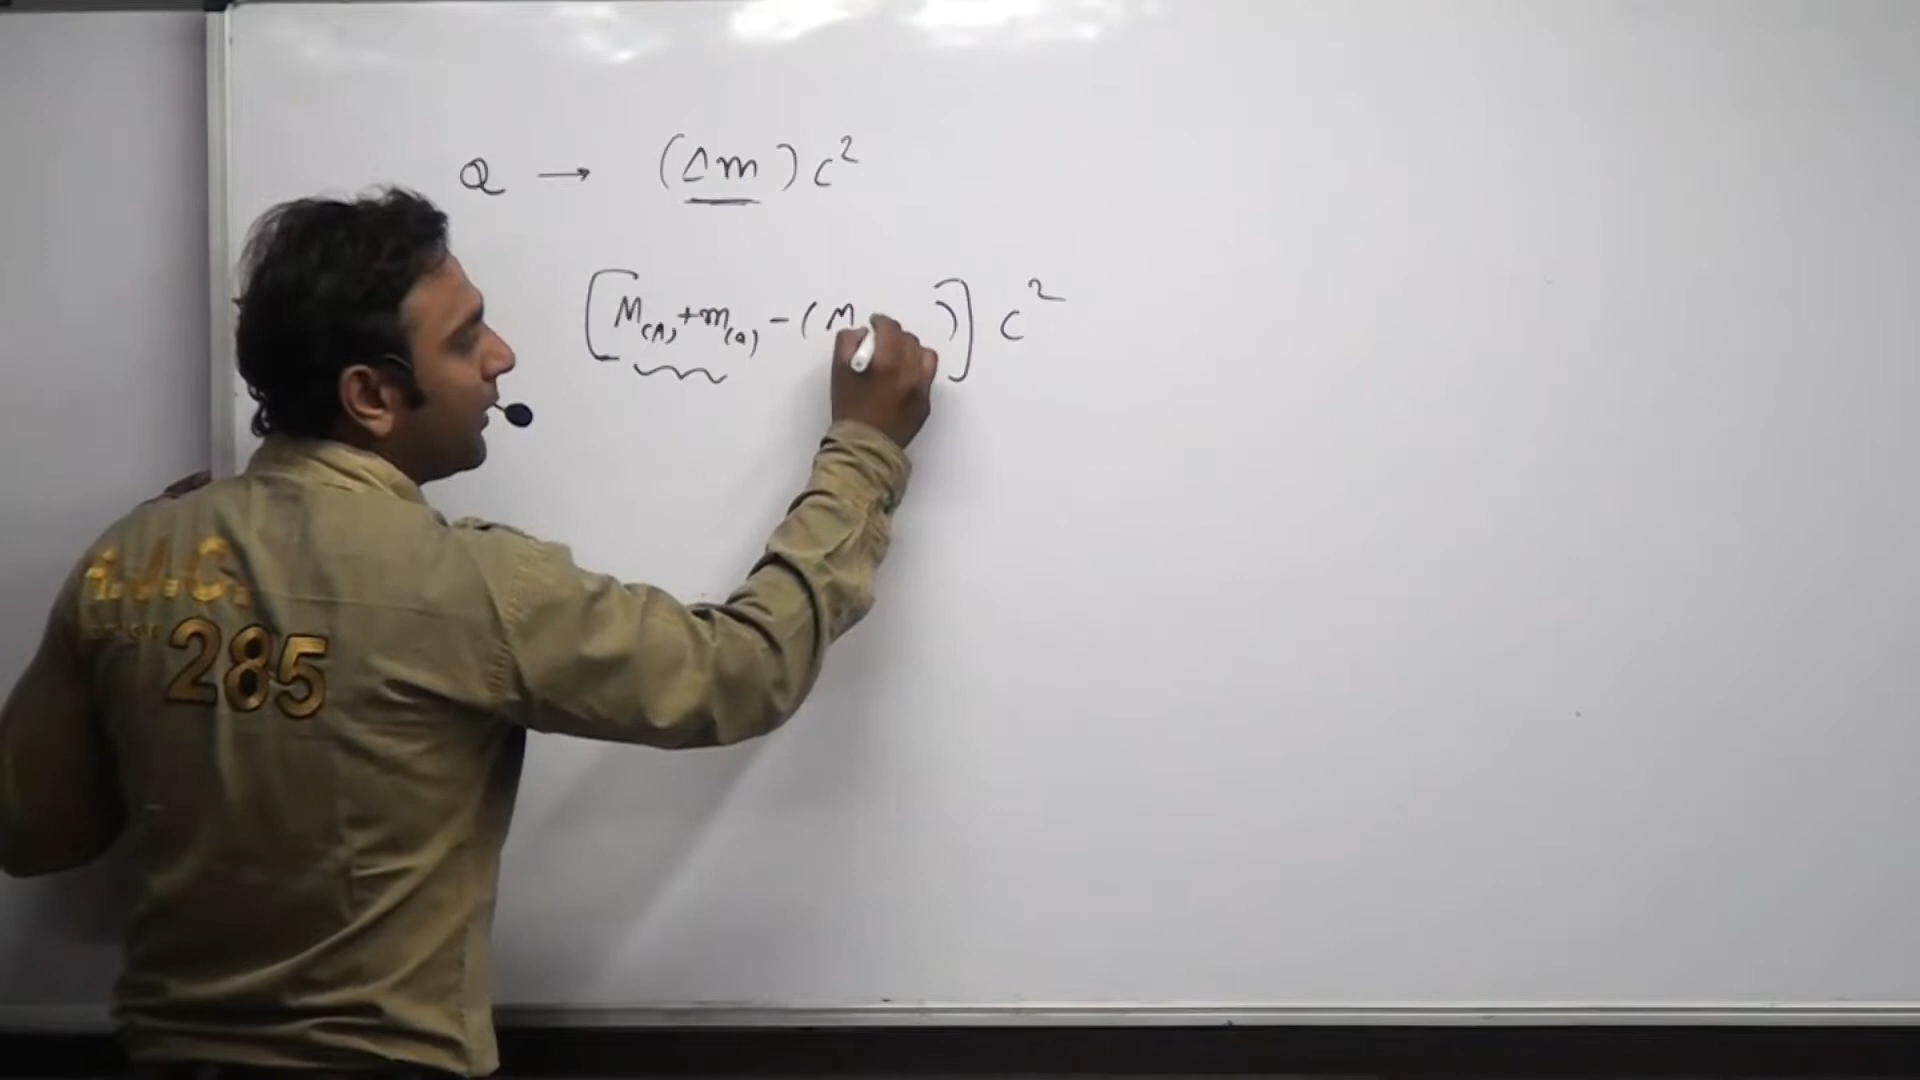 Q → (Δm) c²
[M(A) + m(a) - (M )] c²
285